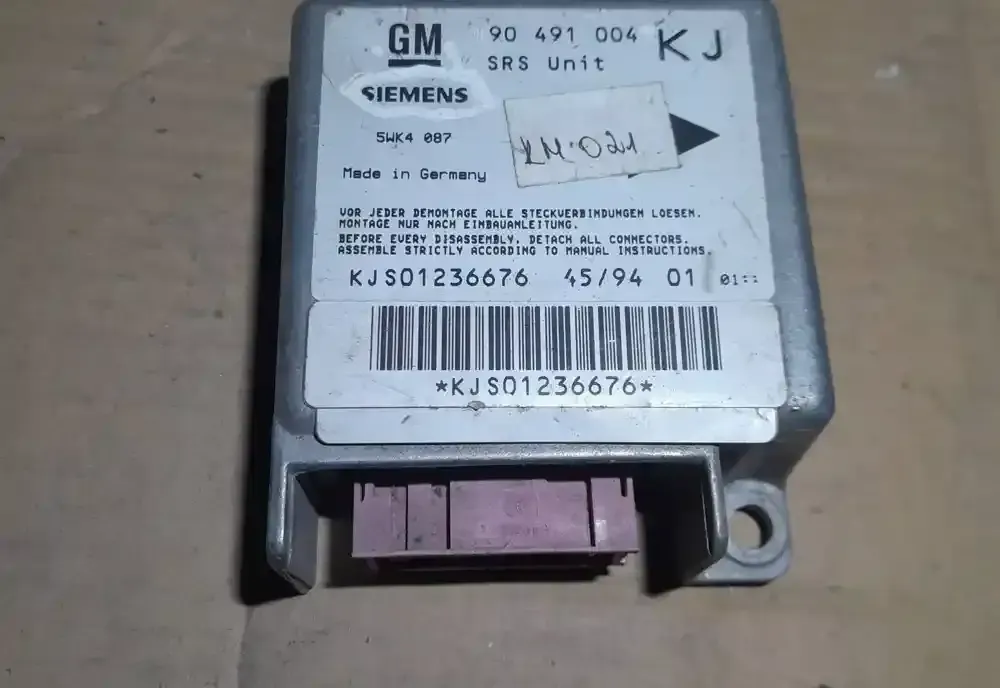 GM 90 491 004 KJ
SRS Unit
SIEMENS
5WK4 087
KM 021
Made in Germany
VOR JEDER DEMONTAGE ALLE STECKVERBINDUNGEN LOESEN.
MONTAGE NUR NACH EINBAUANLEITUNG.
BEFORE EVERY DISASSEMBLY, DETACH ALL CONNECTORS.
ASSEMBLE STRICTLY ACCORDING TO MANUAL INSTRUCTIONS.
KJS01236676 45/94 01 01::
*KJS01236676*